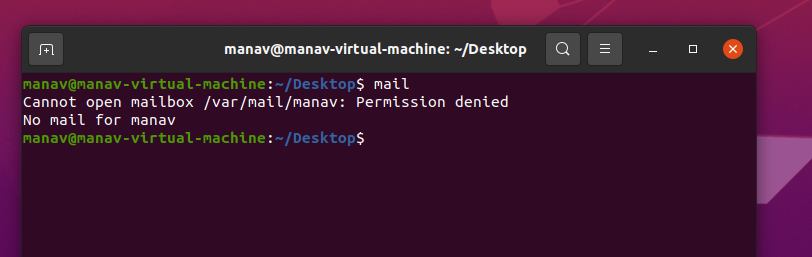 manav@manav-virtual-machine: ~/Desktop
manav@manav-virtual-machine:~/Desktop$ mail
Cannot open mailbox /var/mail/manav: Permission denied
No mail for manav
manav@manav-virtual-machine:~/Desktop$